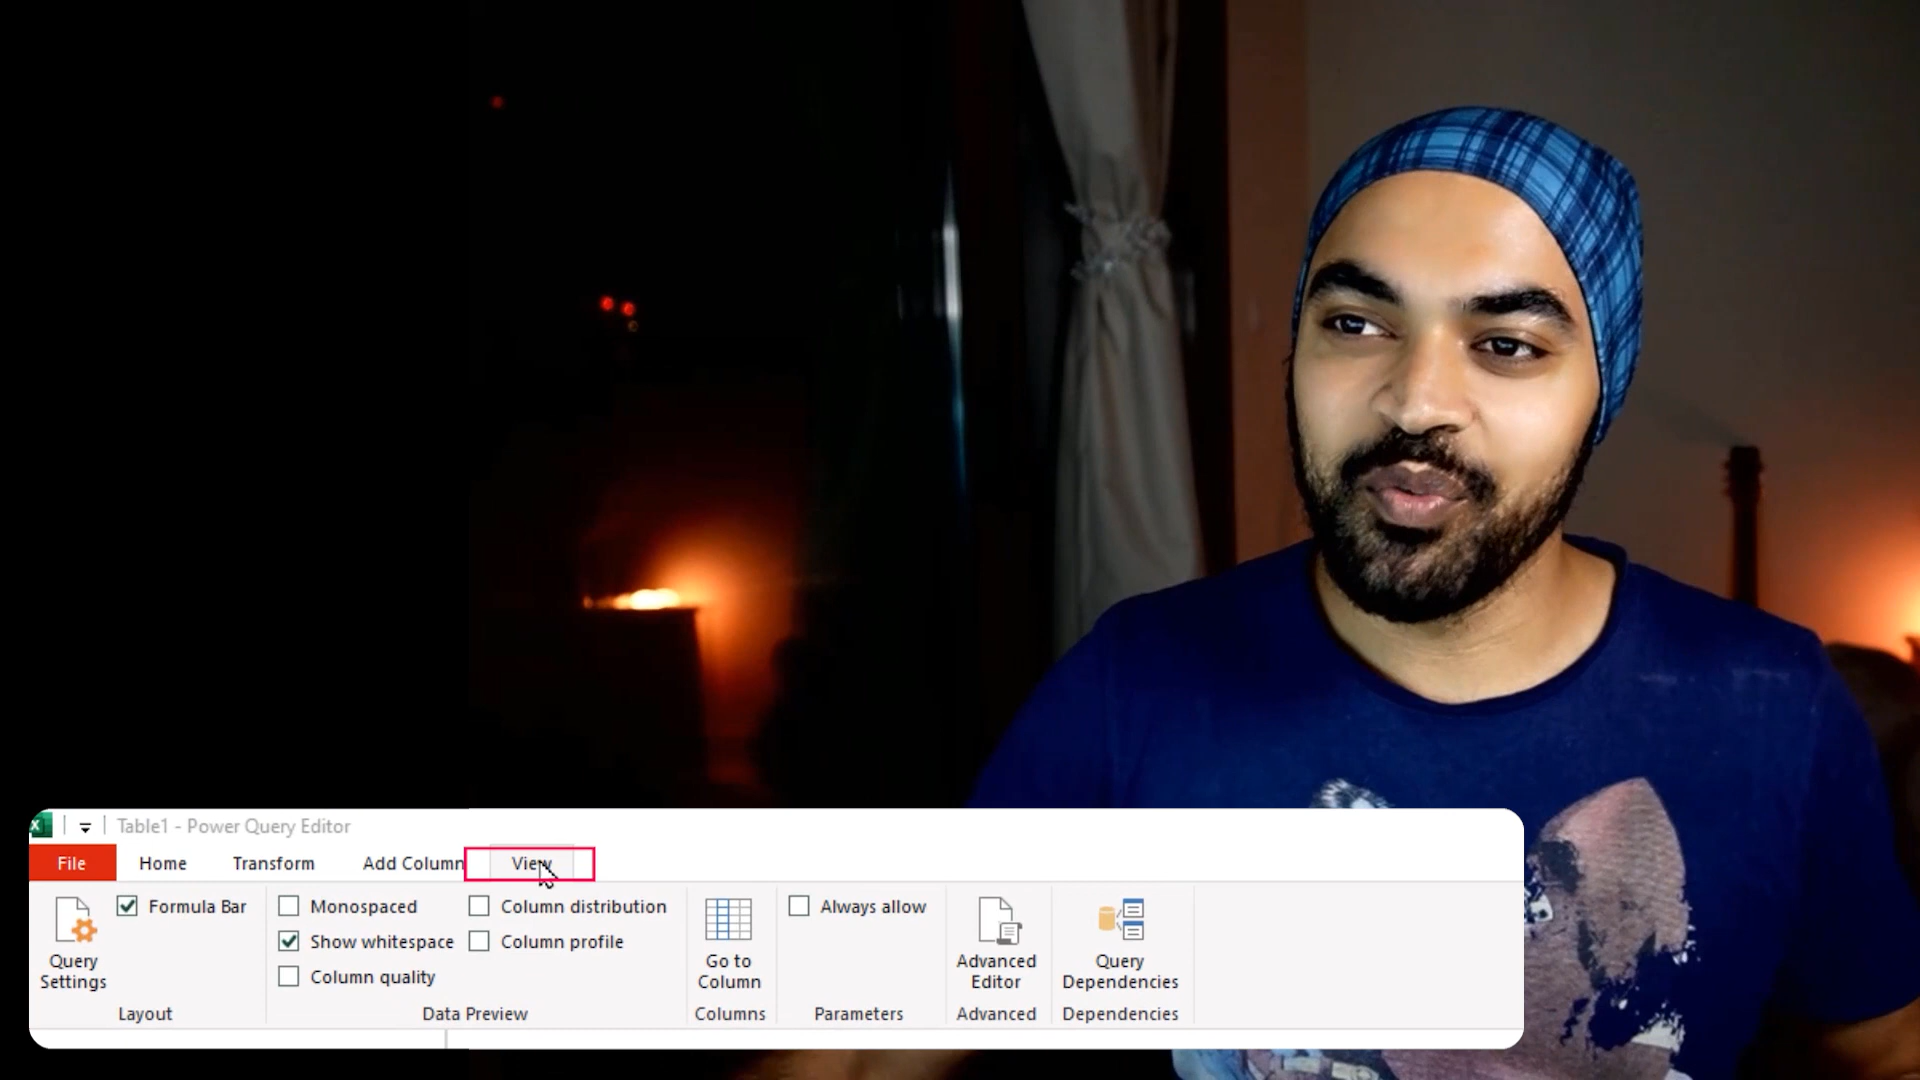 Table1 - Power Query Editor
File Home Transform Add Column View
Formula Bar Monospaced Column distribution Always allow
Show whitespace Column profile
Column quality
Query Settings
Go to Column
Advanced Editor
Query Dependencies
Layout Data Preview Columns Parameters Advanced Dependencies